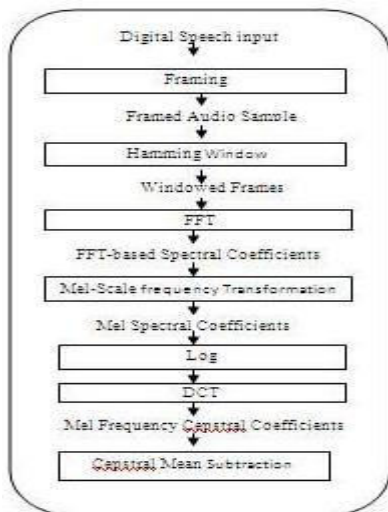 Digital Speech input
Framing
Framed Audio Sample
Hamming Window
Windowed Frames
FFT
FFT-based Spectral Coefficients
Mel-Scale frequency Transformation
Mel Spectral Coefficients
Log
DCT
Mel Frequency Cepstral Coefficients
Cepstral Mean Subtraction